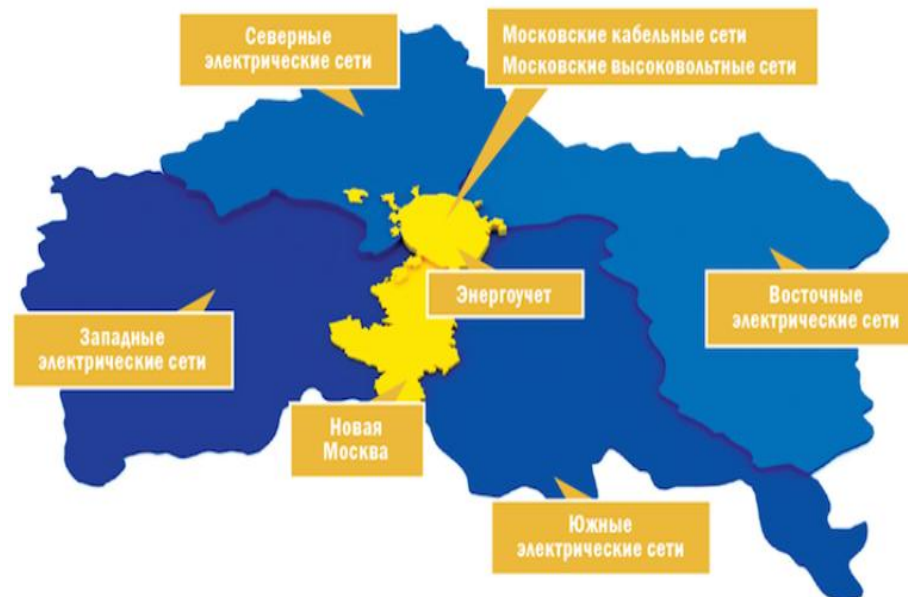 Северные
электрические сети
Московские кабельные сети
Московские высоковольтные сети
Энергоучет
Восточные
электрические сети
Западные
электрические сети
Новая
Москва
Южные
электрические сети